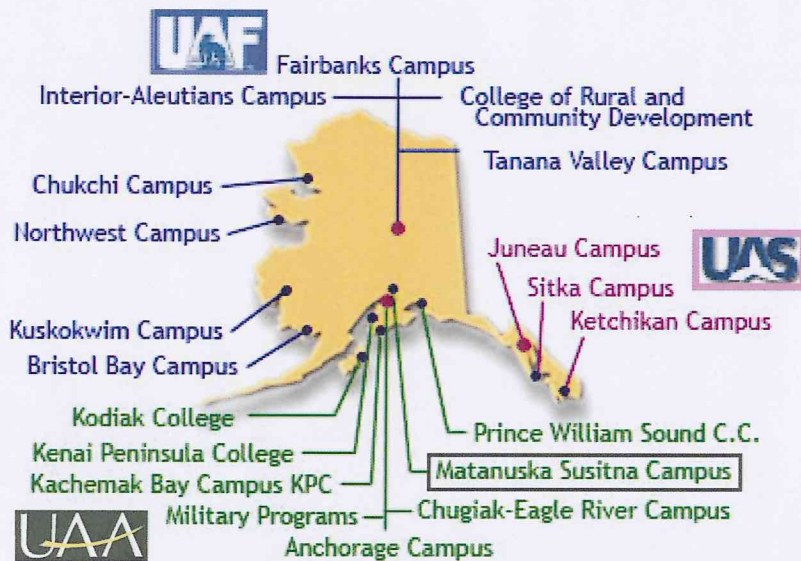 UAF
Fairbanks Campus
Interior-Aleutians Campus
College of Rural and
Community Development
Tanana Valley Campus
Chukchi Campus
Northwest Campus
Juneau Campus
UAS
Sitka Campus
Ketchikan Campus
Kuskokwim Campus
Bristol Bay Campus
Kodiak College
Prince William Sound C.C.
Kenai Peninsula College
Matanuska Susitna Campus
Kachemak Bay Campus KPC
Military Programs
Chugiak-Eagle River Campus
UAA
Anchorage Campus